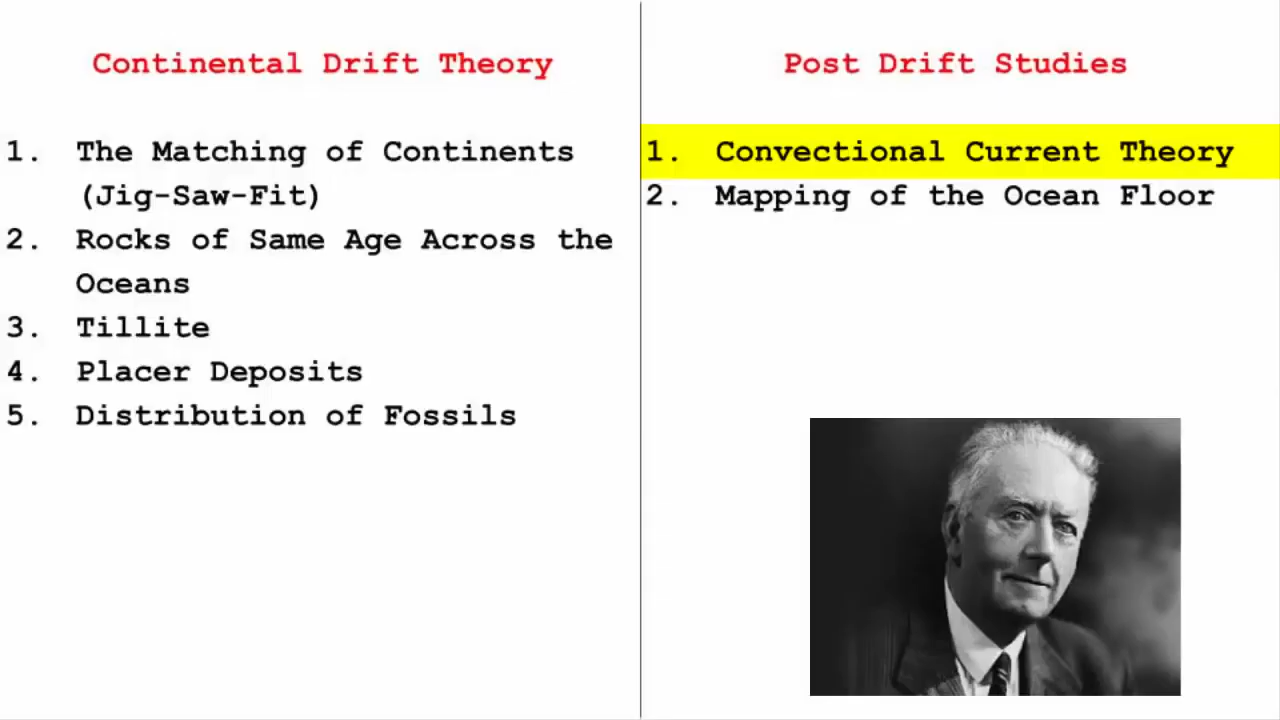 Continental Drift Theory
1. The Matching of Continents
(Jig-Saw-Fit)
2. Rocks of Same Age Across the
Oceans
3. Tillite
4. Placer Deposits
5. Distribution of Fossils
Post Drift Studies
1. Convectional Current Theory
2. Mapping of the Ocean Floor